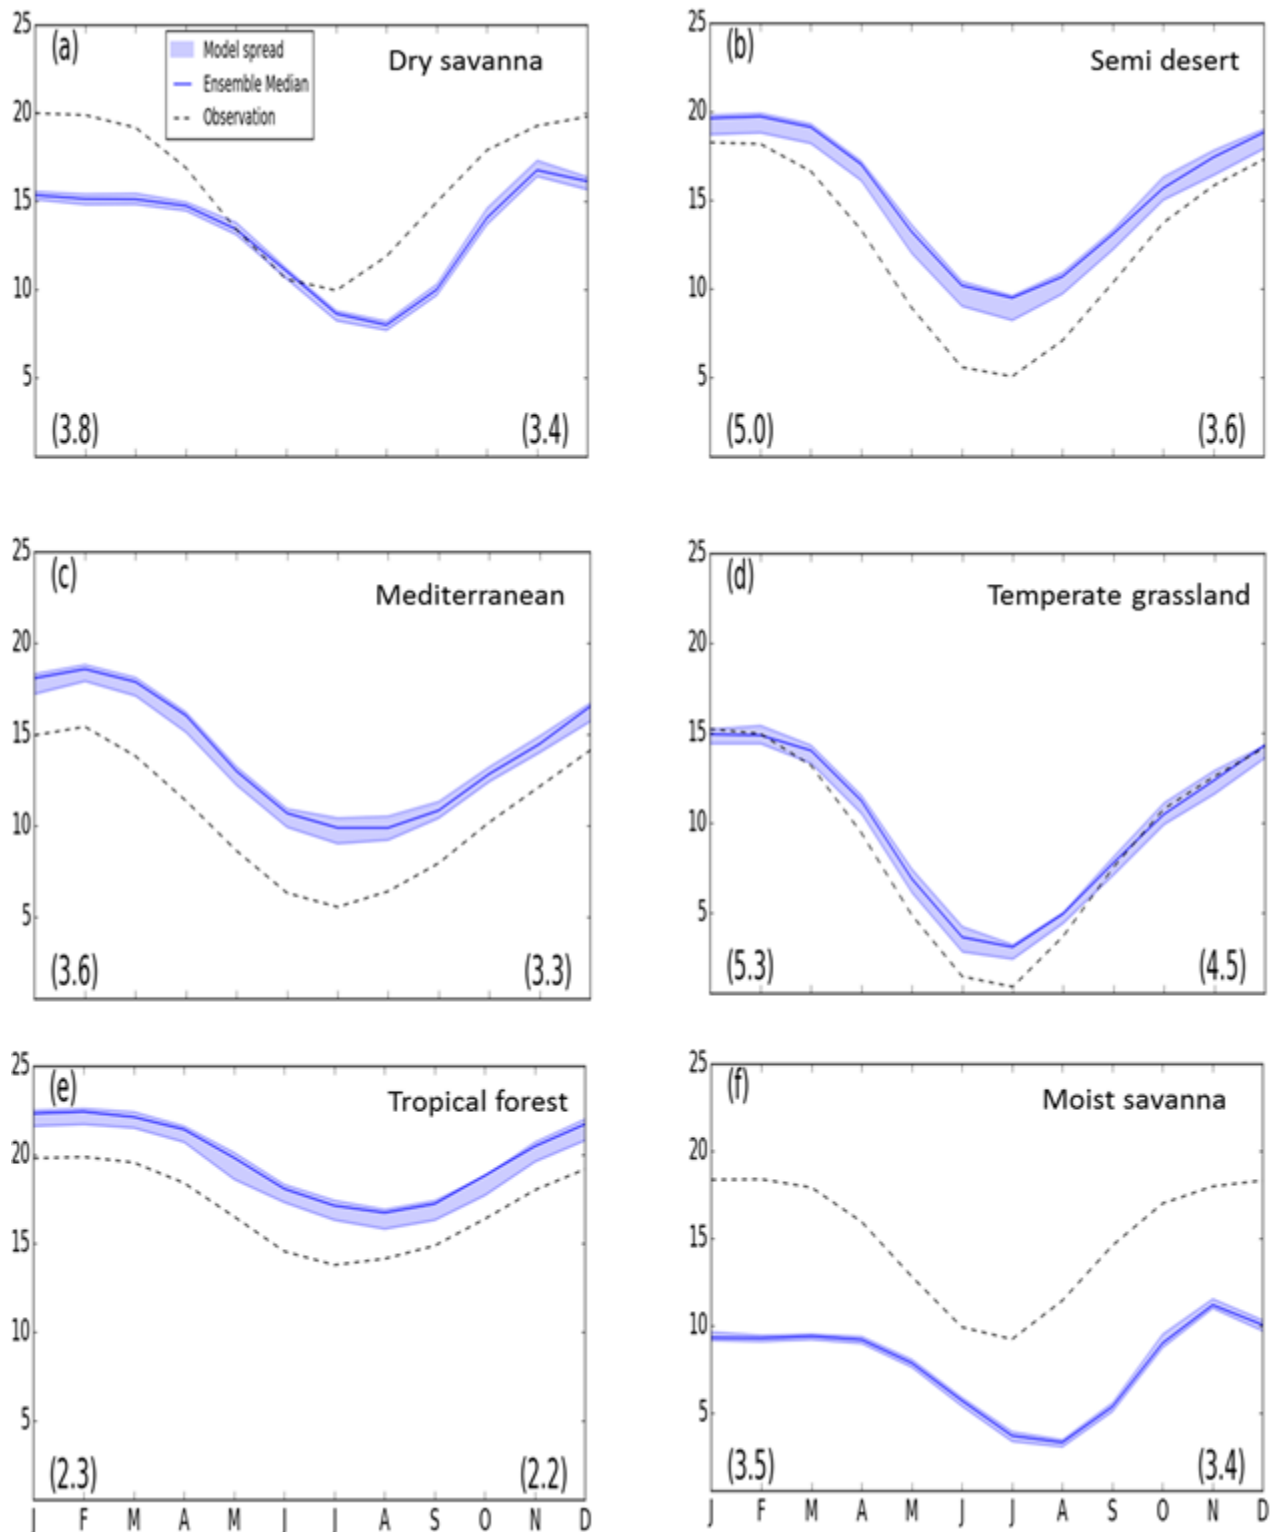 (a)
Dry savanna
Model spread
Ensemble Median
Observation
25
20
15
10
5
(3.8)
(3.4)
(b)
Semi desert
25
20
15
10
5
(5.0)
(3.6)
(c)
Mediterranean
25
20
15
10
5
(3.6)
(3.3)
(d)
Temperate grassland
25
20
15
10
5
(5.3)
(4.5)
(e)
Tropical forest
25
20
15
10
5
(2.3)
(2.2)
J F M A M J J A S O N D
(f)
Moist savanna
25
20
15
10
5
(3.5)
(3.4)
J F M A M J J A S O N D